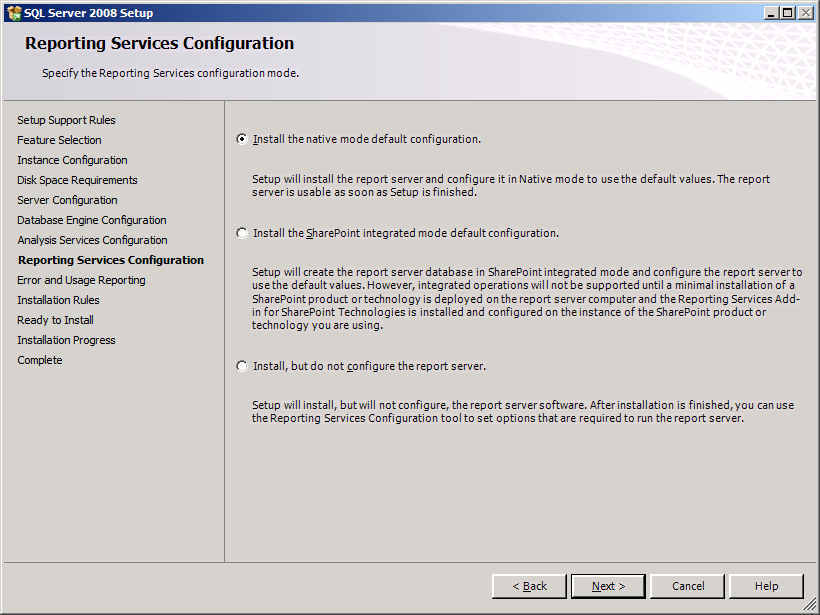 SQL Server 2008 Setup
Reporting Services Configuration
Specify the Reporting Services configuration mode.
Setup Support Rules
Feature Selection
Instance Configuration
Disk Space Requirements
Server Configuration
Database Engine Configuration
Analysis Services Configuration
Reporting Services Configuration
Error and Usage Reporting
Installation Rules
Ready to Install
Installation Progress
Complete
Install the native mode default configuration.
Setup will install the report server and configure it in Native mode to use the default values. The report
server is usable as soon as Setup is finished.
Install the SharePoint integrated mode default configuration.
Setup will create the report server database in SharePoint integrated mode and configure the report server to
use the default values. However, integrated operations will not be supported until a minimal installation of a
SharePoint product or technology is deployed on the report server computer and the Reporting Services Add-
in for SharePoint Technologies is installed and configured on the instance of the SharePoint product or
technology you are using.
Install, but do not configure the report server.
Setup will install, but will not configure, the report server software. After installation is finished, you can use
the Reporting Services Configuration tool to set options that are required to run the report server.
< Back
Next >
Cancel
Help